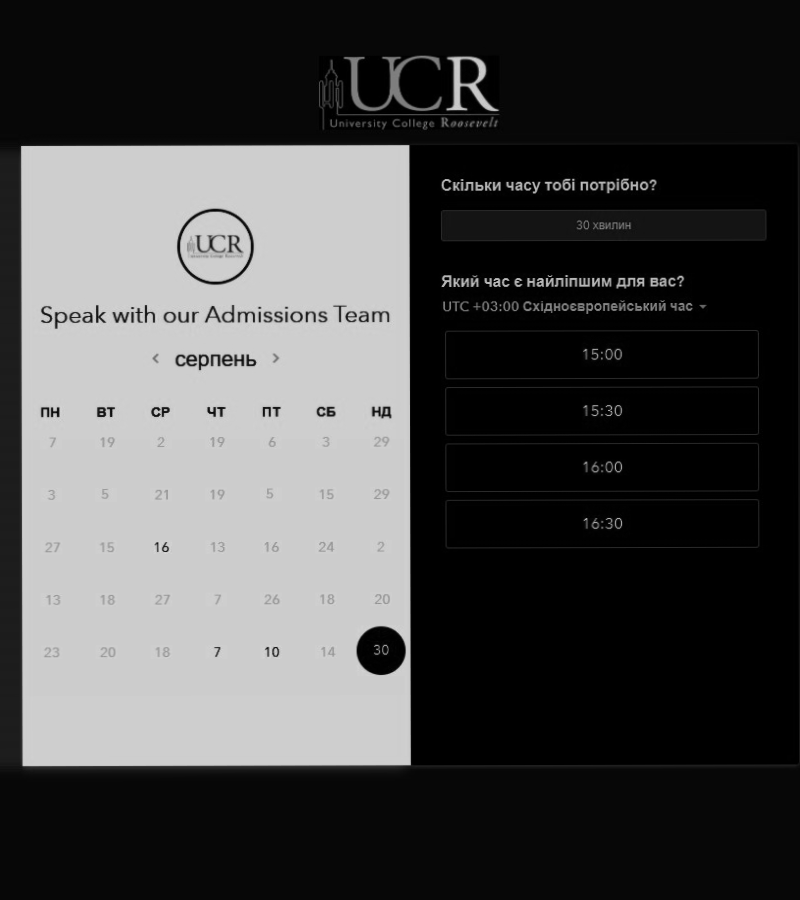 UCR
University College Roosevelt
UCR
Speak with our Admissions Team
серпень
ПН ВТ СР ЧТ ПТ СБ НД
7 19 2 19 6 3 29
3 5 21 19 5 15 29
27 15 16 13 16 24 2
13 18 27 7 26 18 20
23 20 18 7 10 14 30
Скільки часу тобі потрібно?
30 хвилин
Який час є найліпшим для вас?
UTC +03:00 Східноєвропейський час
15:00
15:30
16:00
16:30